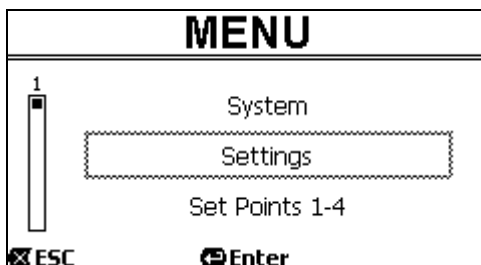 MENU
1
System
Settings
Set Points 1-4
ESC Enter